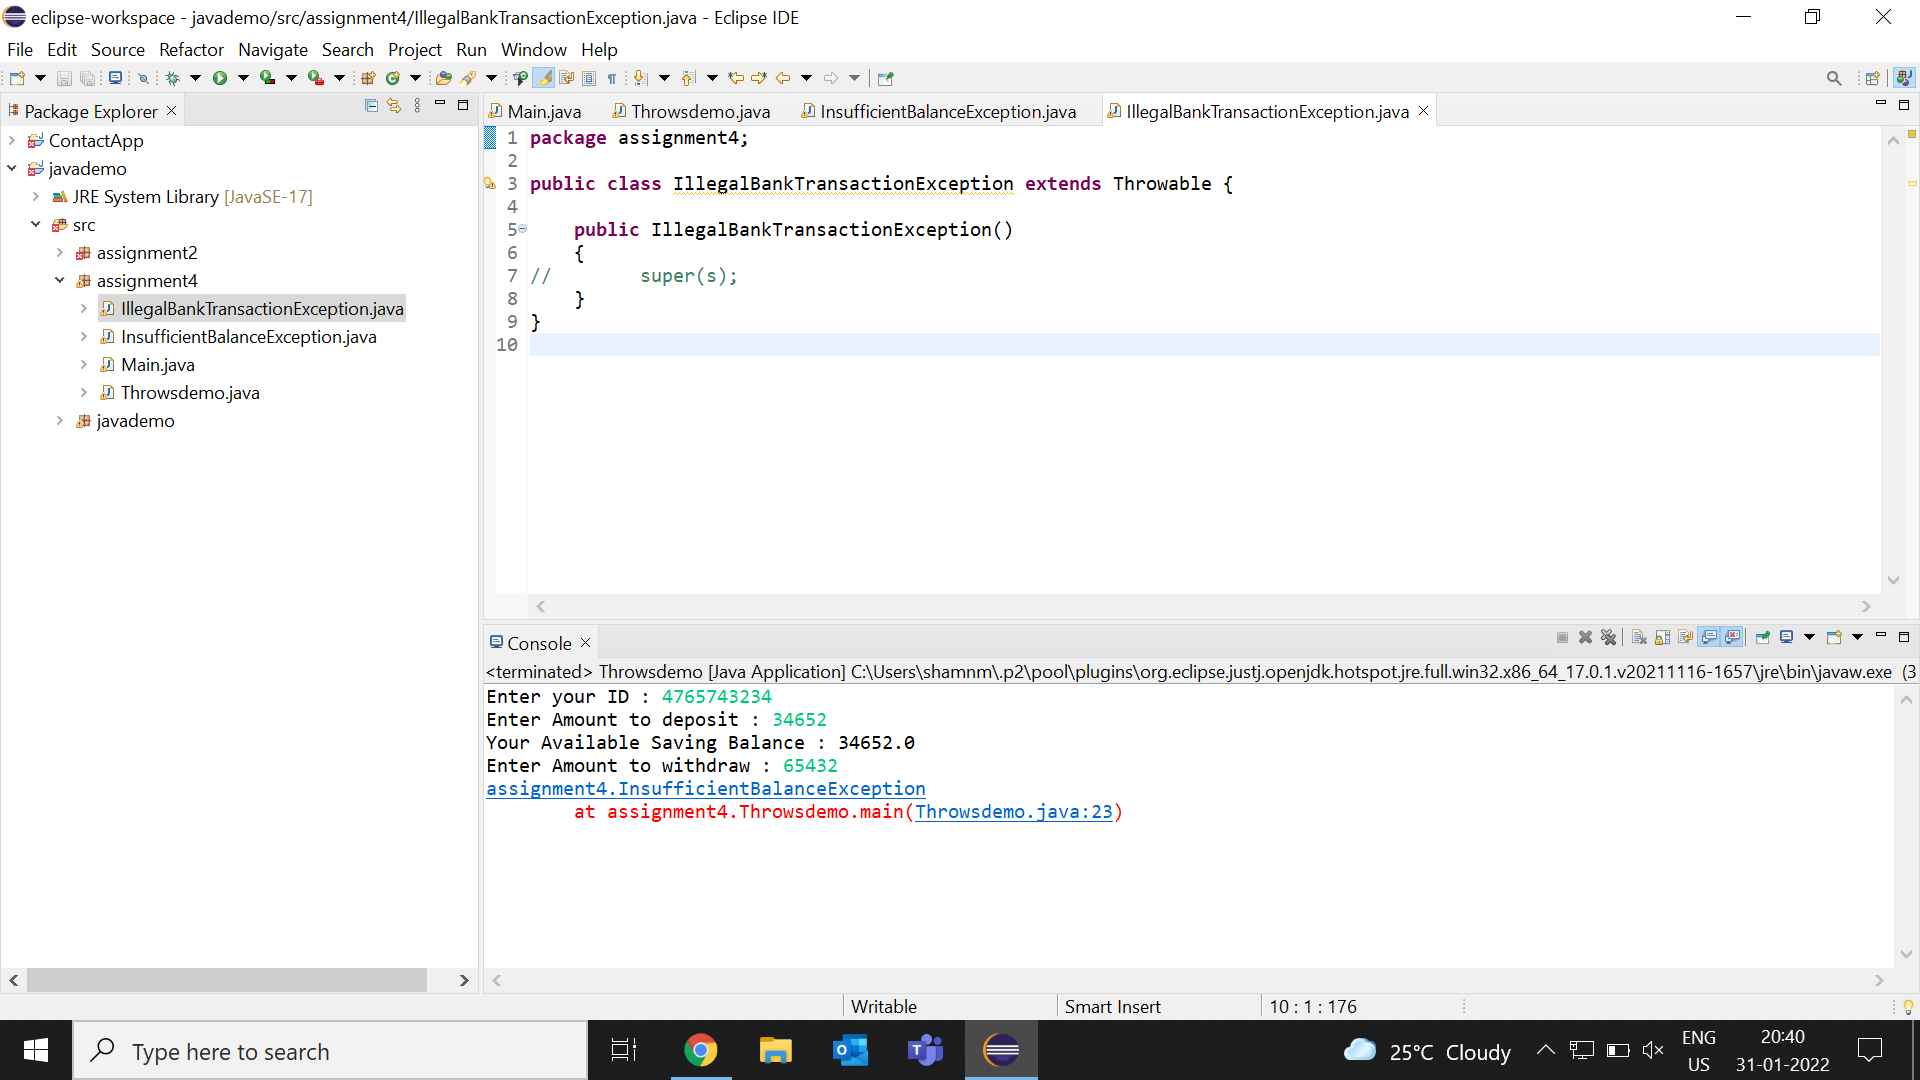 eclipse-workspace - javademo/src/assignment4/IllegalBankTransactionException.java - Eclipse IDE
File Edit Source Refactor Navigate Search Project Run Window Help
Package Explorer
ContactApp
javademo
JRE System Library [JavaSE-17]
src
assignment2
assignment4
IllegalBankTransactionException.java
InsufficientBalanceException.java
Main.java
Throwsdemo.java
javademo
Main.java Throwsdemo.java InsufficientBalanceException.java IllegalBankTransactionException.java
1 package assignment4;
2
3 public class IllegalBankTransactionException extends Throwable {
4
5 public IllegalBankTransactionException()
6 {
7 // super(s);
8 }
9 }
10
Console
<terminated> Throwsdemo [Java Application] C:\Users\shamnm\.p2\pool\plugins\org.eclipse.justj.openjdk.hotspot.jre.full.win32.x86_64_17.0.1.v20211116-1657\jre\bin\javaw.exe (3
Enter your ID : 4765743234
Enter Amount to deposit : 34652
Your Available Saving Balance : 34652.0
Enter Amount to withdraw : 65432
assignment4.InsufficientBalanceException
at assignment4.Throwsdemo.main(Throwsdemo.java:23)
Writable Smart Insert 10 : 1 : 176
Type here to search
25°C Cloudy
ENG
US
20:40
31-01-2022